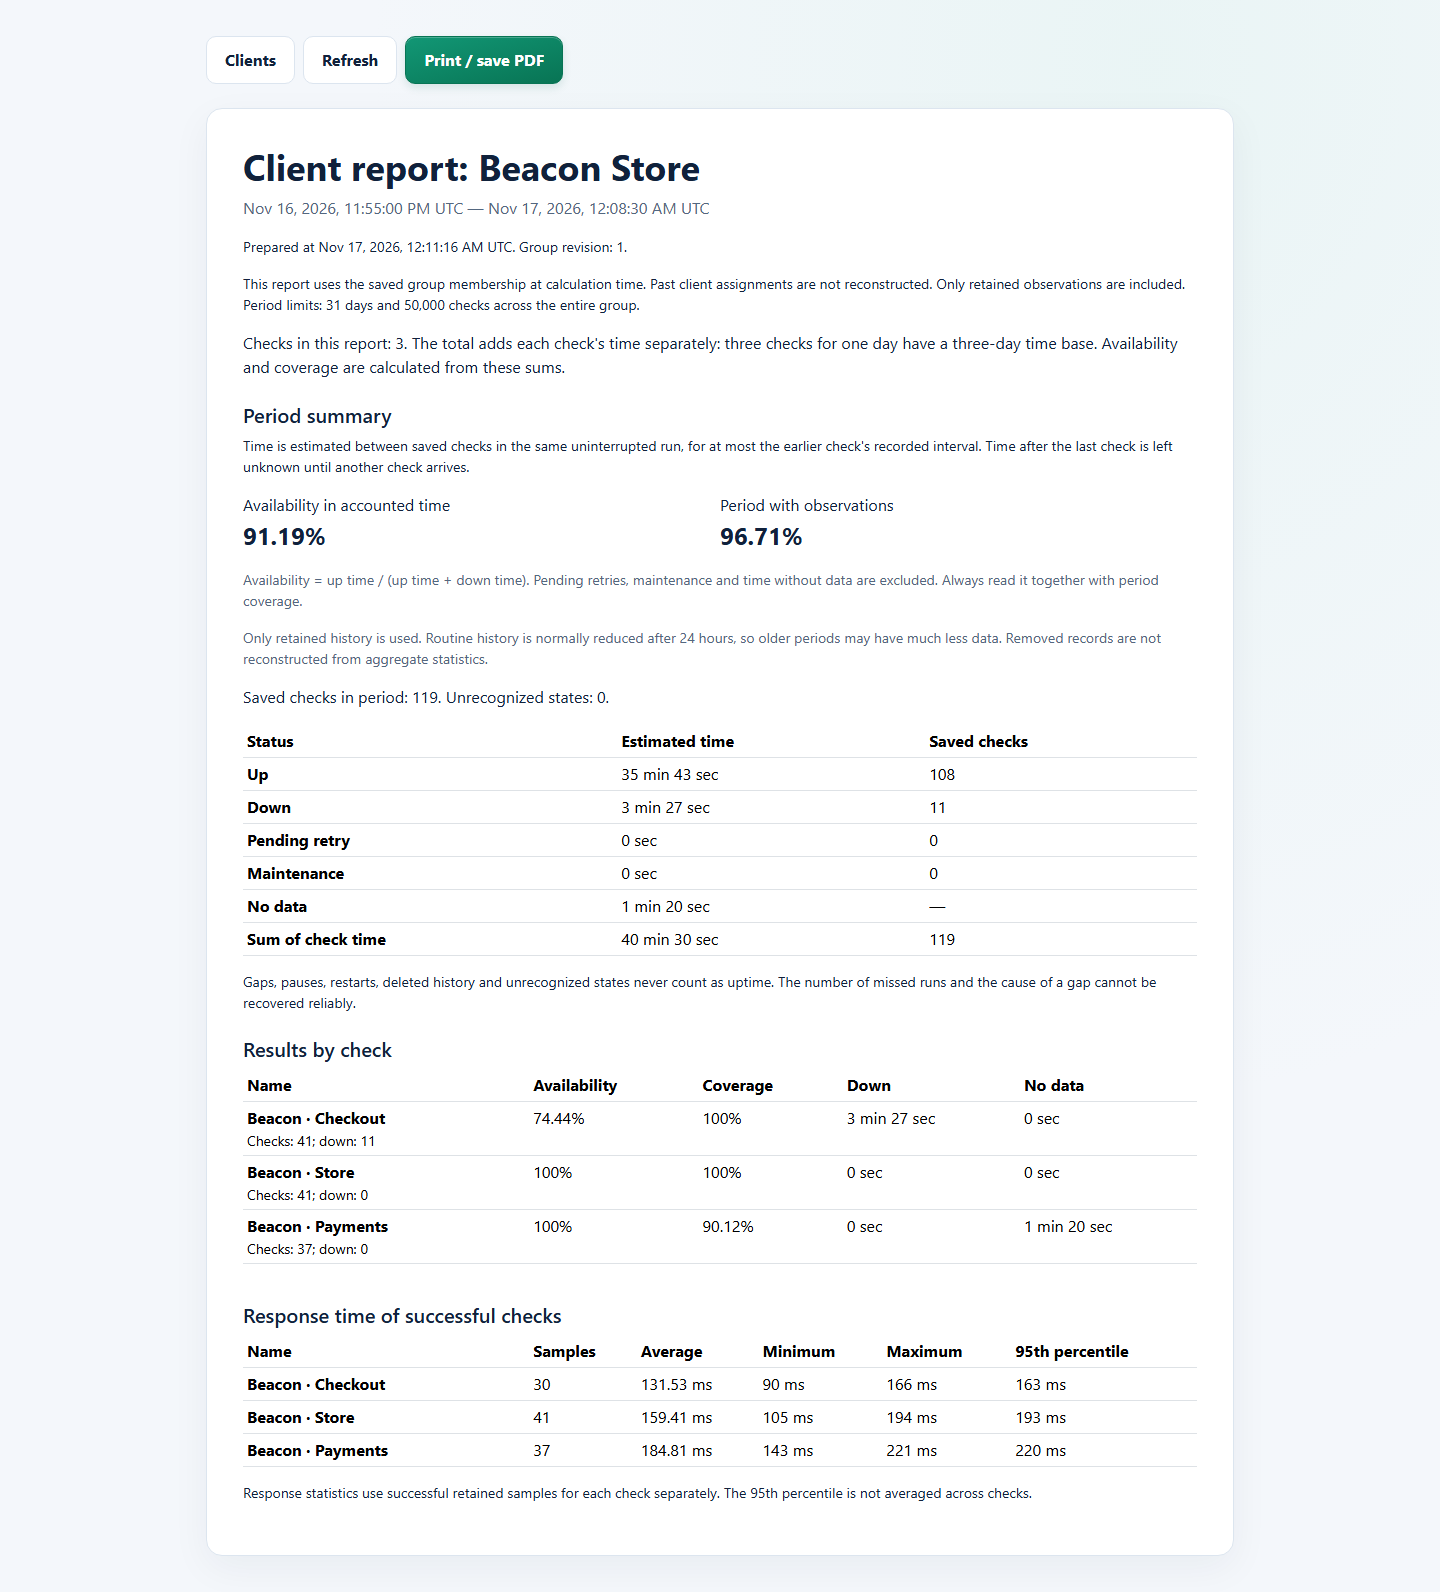 Clients Refresh Print / save PDF
Client report: Beacon Store
Nov 16, 2026, 11:55:00 PM UTC — Nov 17, 2026, 12:08:30 AM UTC
Prepared at Nov 17, 2026, 12:11:16 AM UTC. Group revision: 1.
This report uses the saved group membership at calculation time. Past client assignments are not reconstructed. Only retained observations are included.
Period limits: 31 days and 50,000 checks across the entire group.
Checks in this report: 3. The total adds each check's time separately: three checks for one day have a three-day time base. Availability
and coverage are calculated from these sums.
Period summary
Time is estimated between saved checks in the same uninterrupted run, for at most the earlier check's recorded interval. Time after the last check is left
unknown until another check arrives.
Availability in accounted time Period with observations
91.19% 96.71%
Availability = up time / (up time + down time). Pending retries, maintenance and time without data are excluded. Always read it together with period
coverage.
Only retained history is used. Routine history is normally reduced after 24 hours, so older periods may have much less data. Removed records are not
reconstructed from aggregate statistics.
Saved checks in period: 119. Unrecognized states: 0.
Status Estimated time Saved checks
Up 35 min 43 sec 108
Down 3 min 27 sec 11
Pending retry 0 sec 0
Maintenance 0 sec 0
No data 1 min 20 sec —
Sum of check time 40 min 30 sec 119
Gaps, pauses, restarts, deleted history and unrecognized states never count as uptime. The number of missed runs and the cause of a gap cannot be
recovered reliably.
Results by check
Name Availability Coverage Down No data
Beacon · Checkout 74.44% 100% 3 min 27 sec 0 sec
Checks: 41; down: 11
Beacon · Store 100% 100% 0 sec 0 sec
Checks: 41; down: 0
Beacon · Payments 100% 90.12% 0 sec 1 min 20 sec
Checks: 37; down: 0
Response time of successful checks
Name Samples Average Minimum Maximum 95th percentile
Beacon · Checkout 30 131.53 ms 90 ms 166 ms 163 ms
Beacon · Store 41 159.41 ms 105 ms 194 ms 193 ms
Beacon · Payments 37 184.81 ms 143 ms 221 ms 220 ms
Response statistics use successful retained samples for each check separately. The 95th percentile is not averaged across checks.